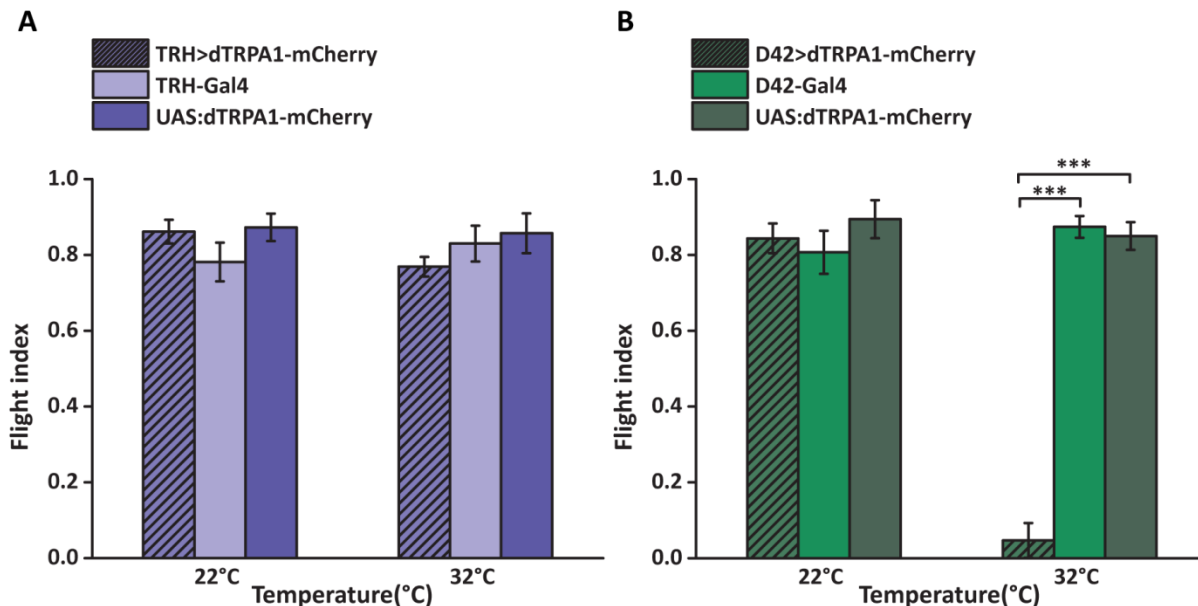 A
TRH>dTRPA1-mCherry
TRH-Gal4
UAS:dTRPA1-mCherry
1.0
0.8
0.6
0.4
0.2
0.0
Flight index
22°C
32°C
Temperature(°C)
B
D42>dTRPA1-mCherry
D42-Gal4
UAS:dTRPA1-mCherry
***
***
1.0
0.8
0.6
0.4
0.2
0.0
Flight index
22°C
32°C
Temperature(°C)